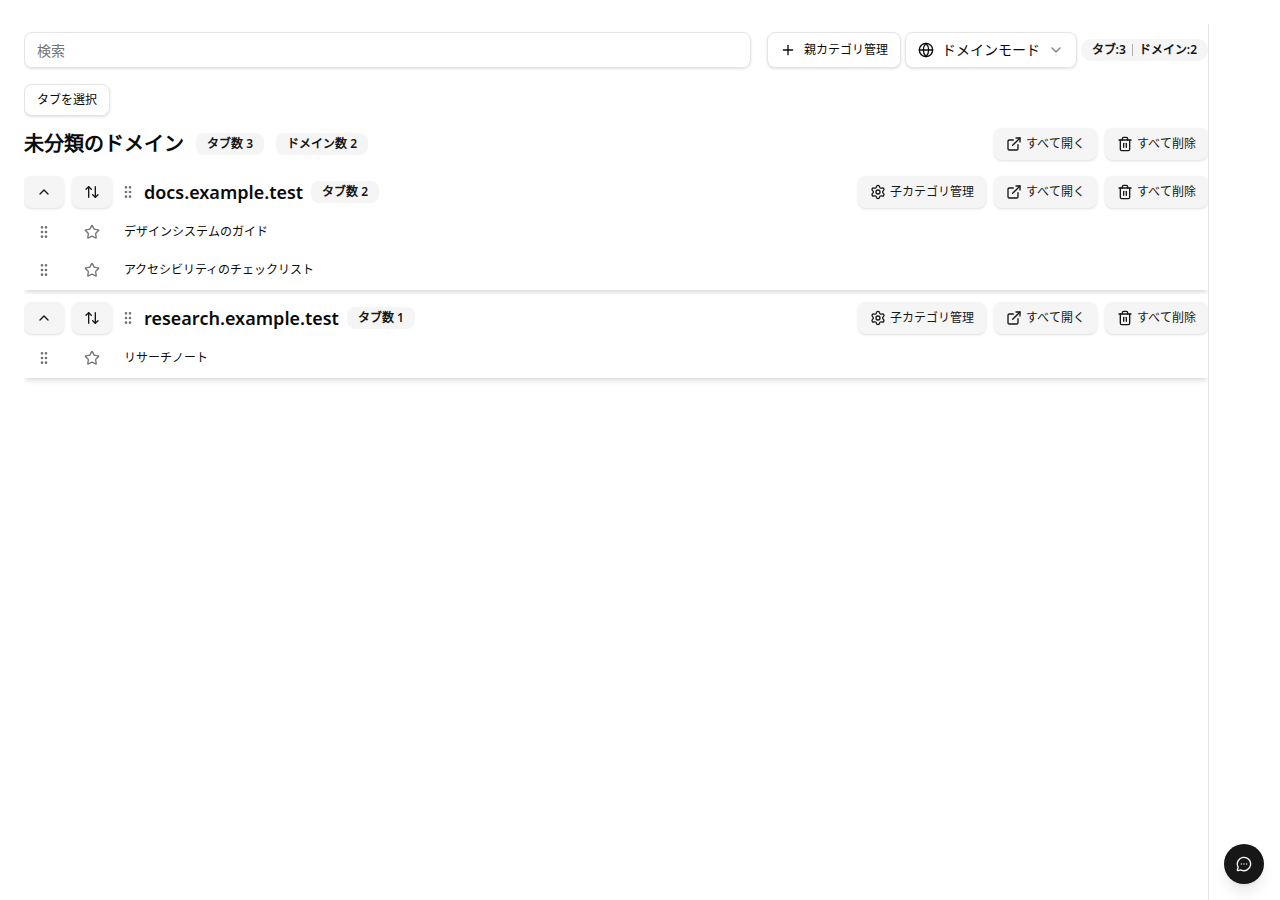 検索
親カテゴリ管理
ドメインモード
タブ:3 | ドメイン:2
タブを選択
未分類のドメイン
タブ数 3
ドメイン数 2
すべて開く
すべて削除
docs.example.test
タブ数 2
子カテゴリ管理
すべて開く
すべて削除
デザインシステムのガイド
アクセシビリティのチェックリスト
research.example.test
タブ数 1
子カテゴリ管理
すべて開く
すべて削除
リサーチノート